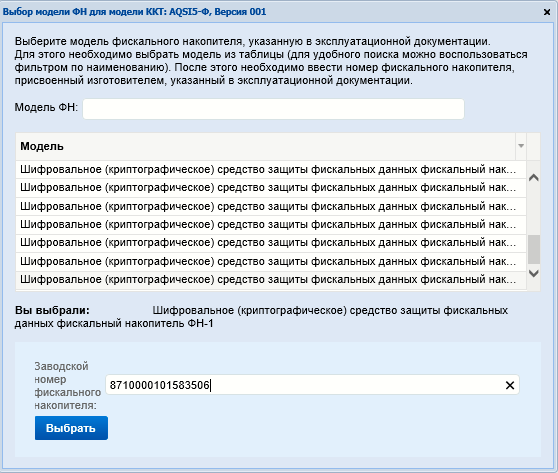 Выбор модели ФН для модели ККТ: AQSI5-Ф, Версия 001
Выберите модель фискального накопителя, указанную в эксплуатационной документации.
Для этого необходимо выбрать модель из таблицы (для удобного поиска можно воспользоваться
фильтром по наименованию). После этого необходимо ввести номер фискального накопителя,
присвоенный изготовителем, указанный в эксплуатационной документации.
Модель ФН:
Модель
Шифровальное (криптографическое) средство защиты фискальных данных фискальный нак...
Шифровальное (криптографическое) средство защиты фискальных данных фискальный нак...
Шифровальное (криптографическое) средство защиты фискальных данных фискальный нак...
Шифровальное (криптографическое) средство защиты фискальных данных фискальный нак...
Шифровальное (криптографическое) средство защиты фискальных данных фискальный нак...
Шифровальное (криптографическое) средство защиты фискальных данных фискальный нак...
Шифровальное (криптографическое) средство защиты фискальных данных фискальный нак...
Вы выбрали: Шифровальное (криптографическое) средство защиты фискальных
данных фискальный накопитель ФН-1
Заводской
номер
фискального
накопителя:
8710000101583506
Выбрать